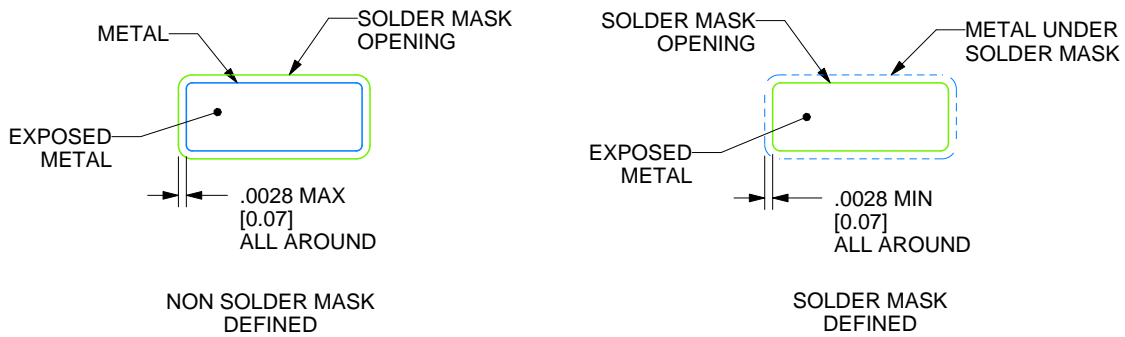 METAL
SOLDER MASK
OPENING
EXPOSED
METAL
.0028 MAX
[0.07]
ALL AROUND
NON SOLDER MASK
DEFINED
SOLDER MASK
OPENING
METAL UNDER
SOLDER MASK
EXPOSED
METAL
.0028 MIN
[0.07]
ALL AROUND
SOLDER MASK
DEFINED